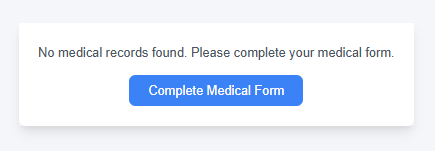 No medical records found. Please complete your medical form.
Complete Medical Form